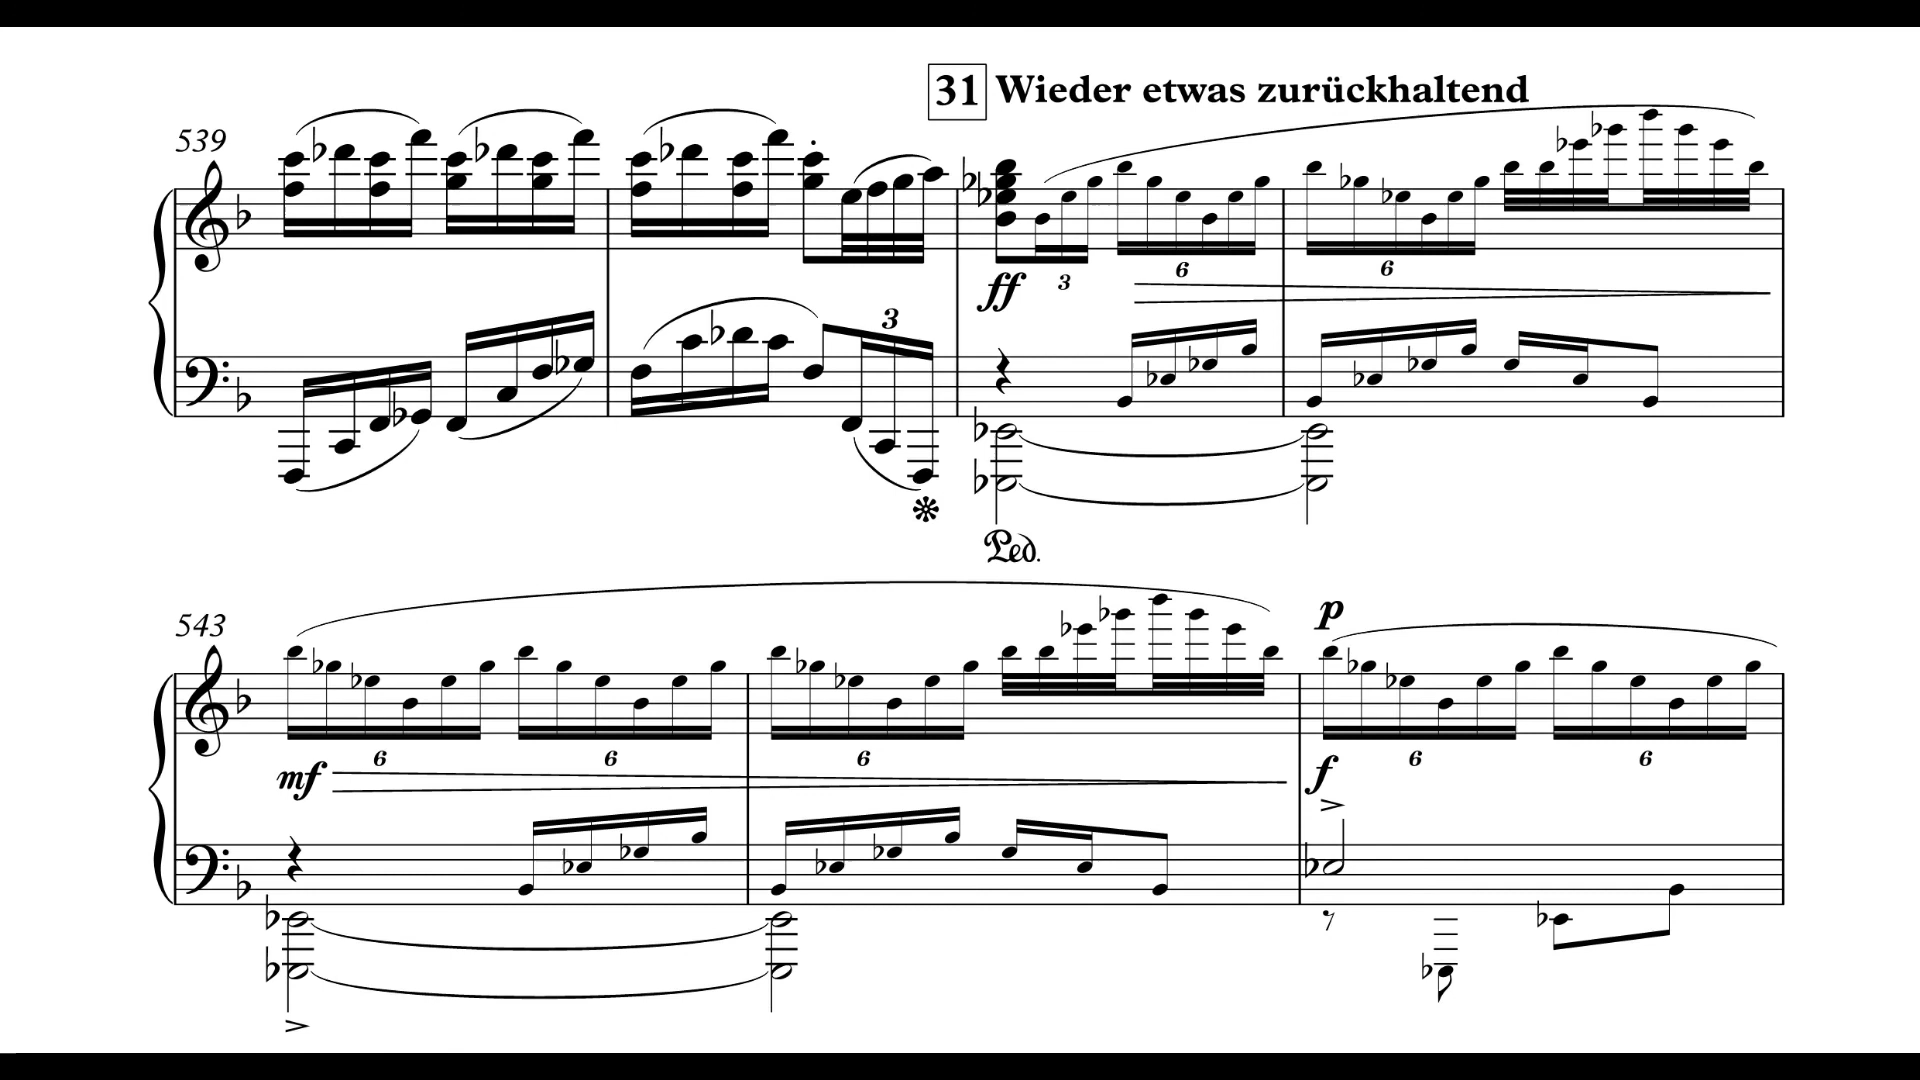 31 Wieder etwas zurückhaltend
539
3
ff 3 6 6
Ped.
543
p
6 6 6 6 6
mf f